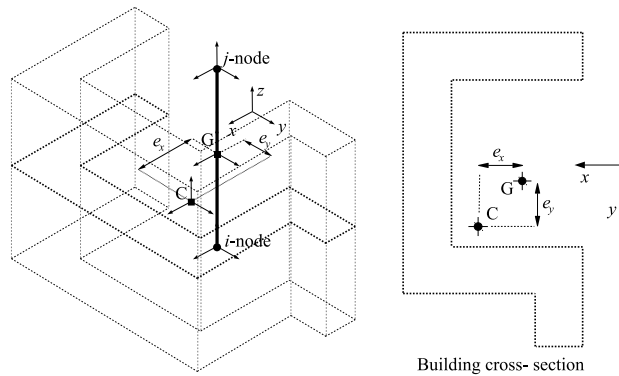 j-node
z
x
y
e_x
e_y
G
C
i-node
e_x
G
e_y
C
x
y
Building cross- section